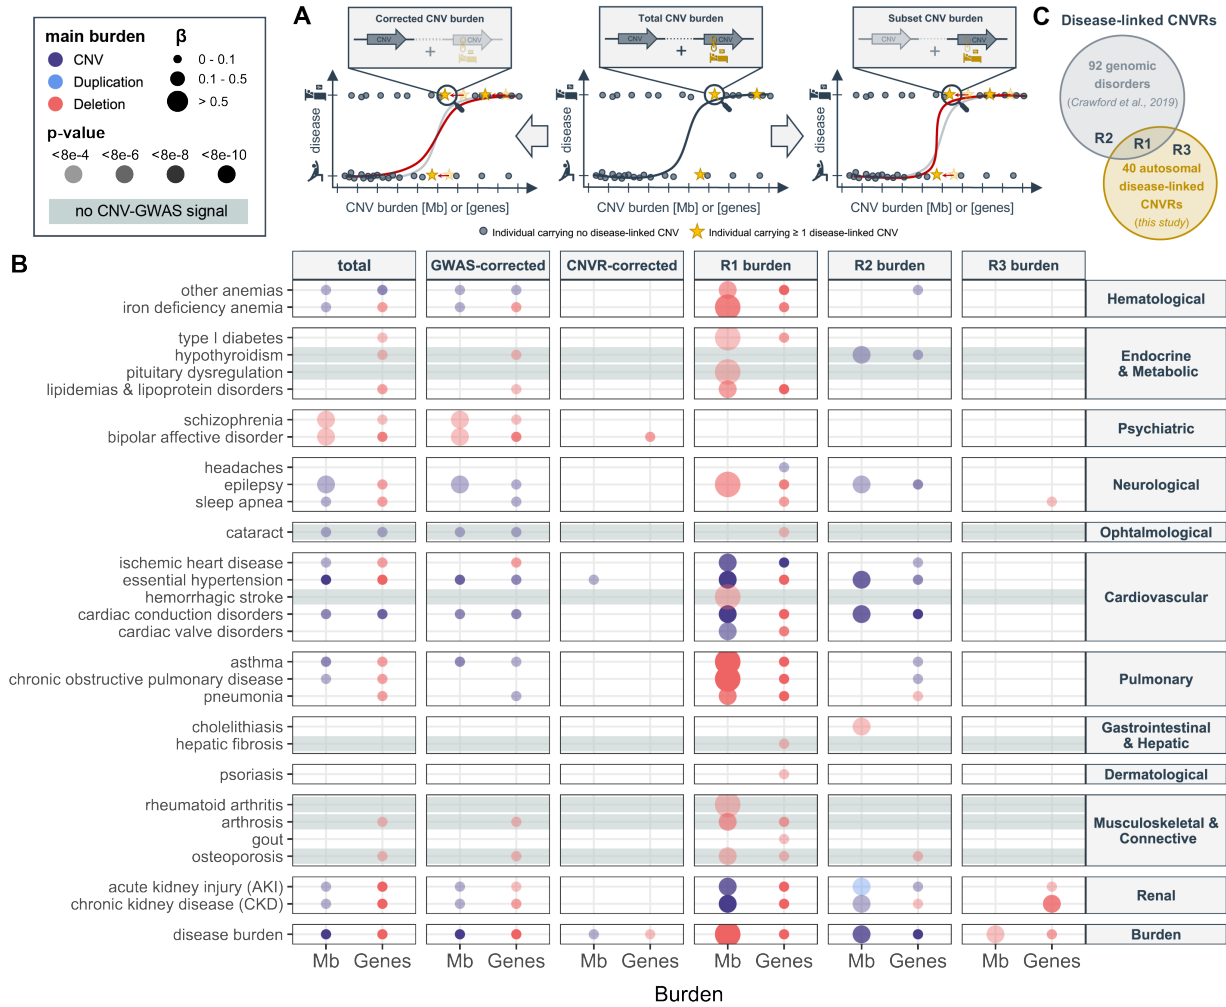 main burden
CNV
Duplication
Deletion
β
0 - 0.1
0.1 - 0.5
> 0.5
p-value
<8e-4 <8e-6 <8e-8 <8e-10
no CNV-GWAS signal
A
Corrected CNV burden
CNV CNV
+
disease
CNV burden [Mb] or [genes]
Total CNV burden
CNV CNV
+
disease
CNV burden [Mb] or [genes]
Subset CNV burden
CNV CNV
+
disease
CNV burden [Mb] or [genes]
Individual carrying no disease-linked CNV
Individual carrying ≥ 1 disease-linked CNV
C
Disease-linked CNVRs
92 genomic
disorders
(Crawford et al., 2019)
R2 R1 R3
40 autosomal
disease-linked
CNVRs
(this study)
B
total GWAS-corrected CNVR-corrected R1 burden R2 burden R3 burden
other anemias
iron deficiency anemia
Hematological
type I diabetes
hypothyroidism
pituitary dysregulation
lipidemias & lipoprotein disorders
Endocrine
& Metabolic
schizophrenia
bipolar affective disorder
Psychiatric
headaches
epilepsy
sleep apnea
Neurological
cataract
Ophtalmological
ischemic heart disease
essential hypertension
hemorrhagic stroke
cardiac conduction disorders
cardiac valve disorders
Cardiovascular
asthma
chronic obstructive pulmonary disease
pneumonia
Pulmonary
cholelithiasis
hepatic fibrosis
Gastrointestinal
& Hepatic
psoriasis
Dermatological
rheumatoid arthritis
arthrosis
gout
osteoporosis
Musculoskeletal &
Connective
acute kidney injury (AKI)
chronic kidney disease (CKD)
Renal
disease burden
Burden
Mb Genes Mb Genes Mb Genes Mb Genes Mb Genes Mb Genes
Burden